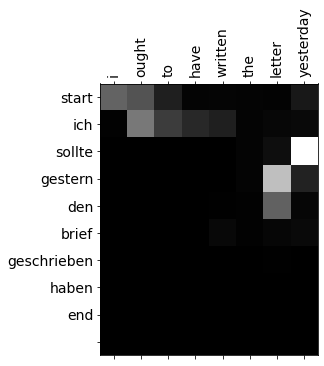 i ought to have written the letter yesterday
start
ich
sollte
gestern
den
brief
geschrieben
haben
end